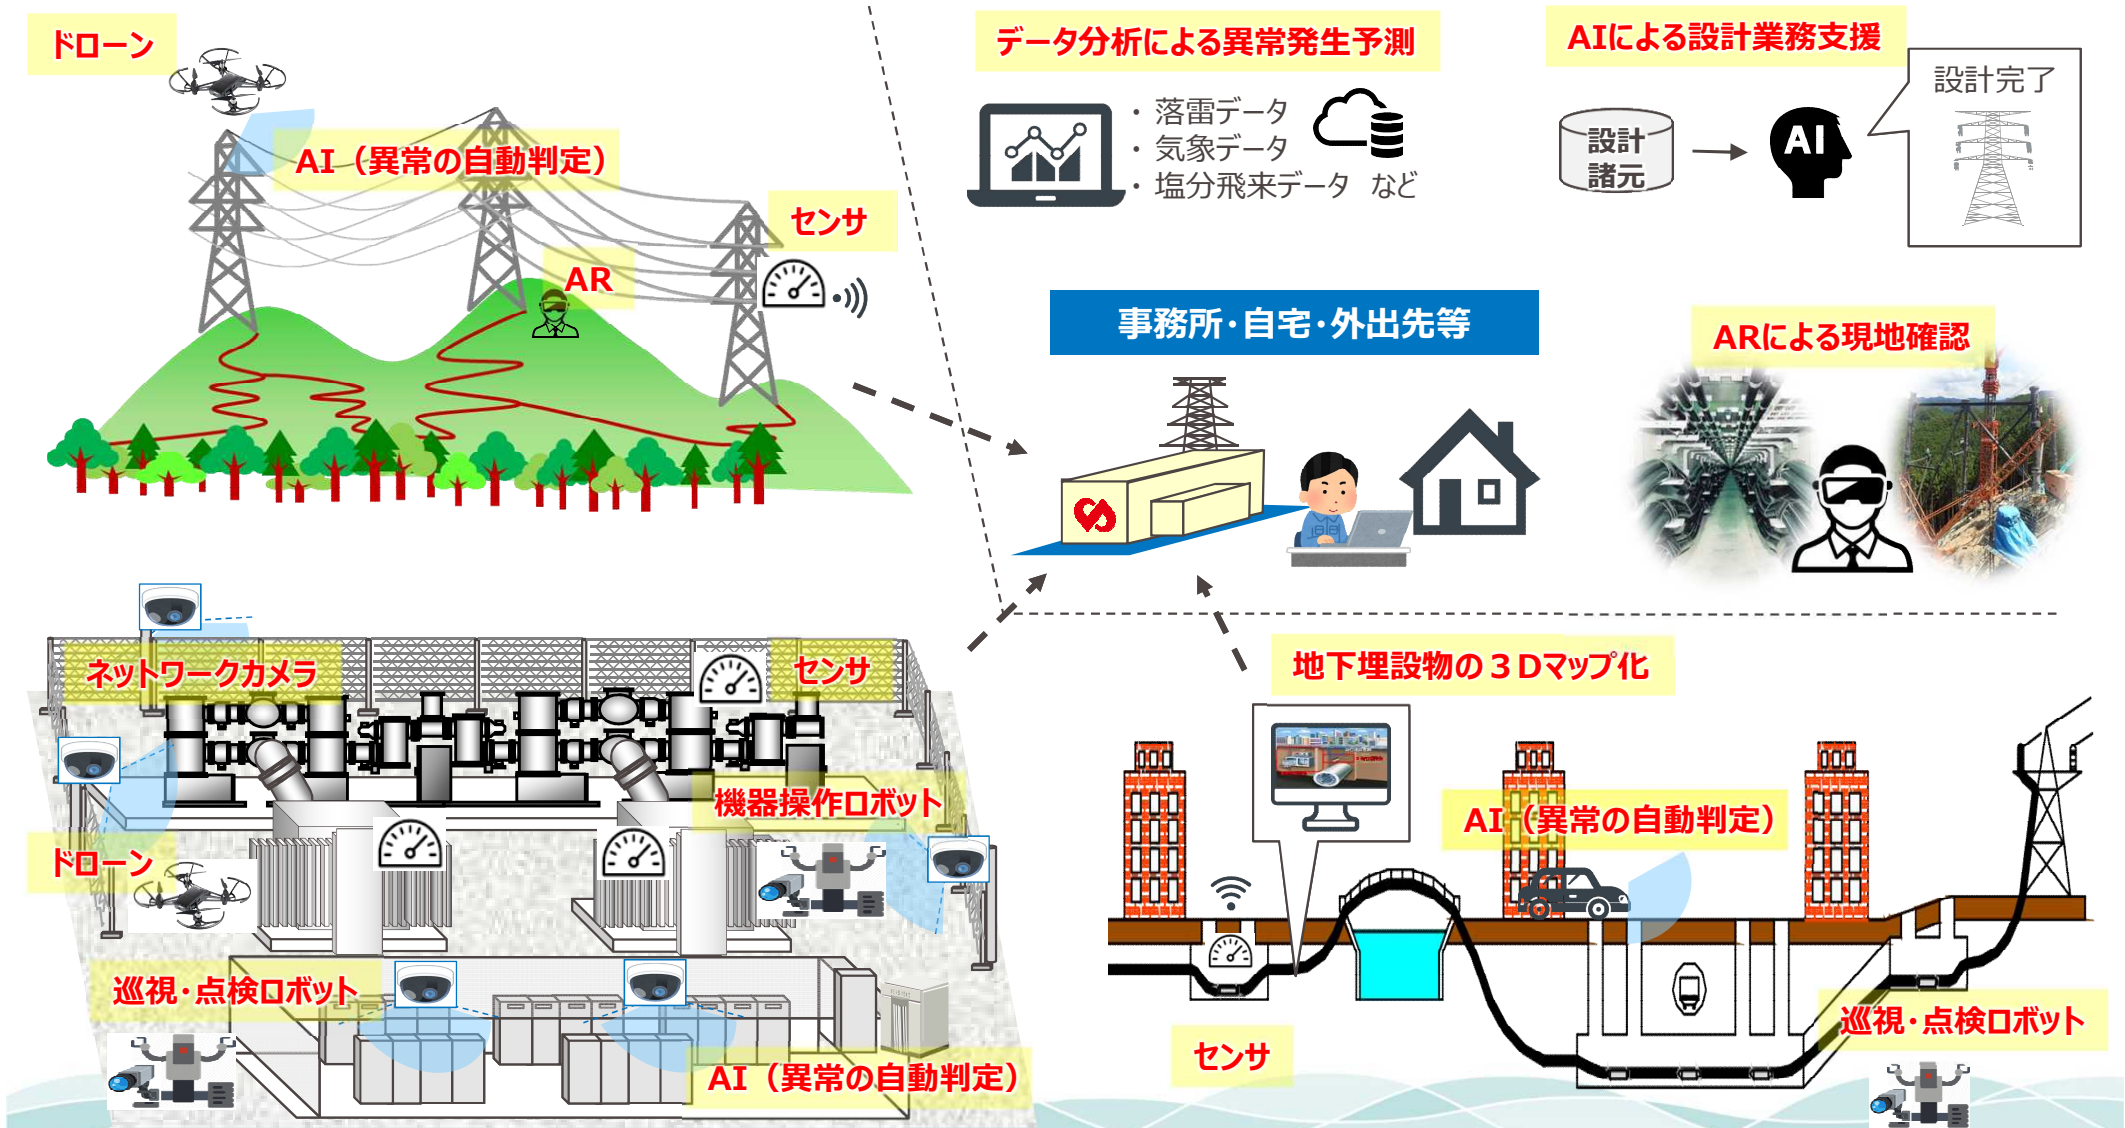 ドローン
AI（異常の自動判定）
センサ
AR
データ分析による異常発生予測
・ 落雷データ
・ 気象データ
・ 塩分飛来データ など
AIによる設計業務支援
設計
諸元
AI
設計完了
事務所・自宅・外出先等
ARによる現地確認
ネットワークカメラ
センサ
機器操作ロボット
ドローン
巡視・点検ロボット
AI（異常の自動判定）
地下埋設物の３Dマップ化
AI（異常の自動判定）
センサ
巡視・点検ロボット